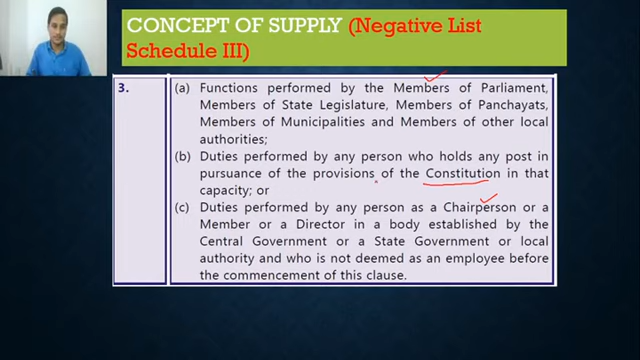 CONCEPT OF SUPPLY (Negative List
Schedule III)
3.
(a) Functions performed by the Members of Parliament,
Members of State Legislature, Members of Panchayats,
Members of Municipalities and Members of other local
authorities;
(b) Duties performed by any person who holds any post in
pursuance of the provisions of the Constitution in that
capacity; or
(c) Duties performed by any person as a Chairperson or a
Member or a Director in a body established by the
Central Government or a State Government or local
authority and who is not deemed as an employee before
the commencement of this clause.